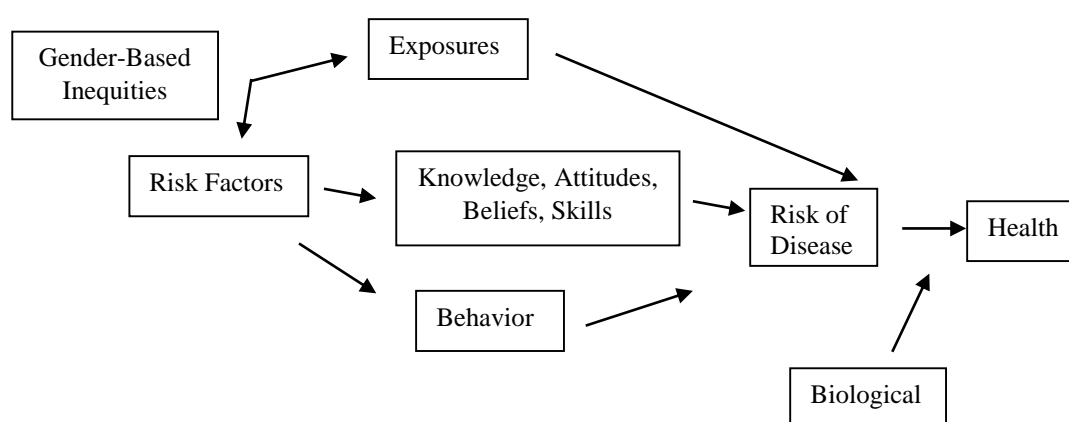 Gender-Based
Inequities
Exposures
Risk Factors
Knowledge, Attitudes,
Beliefs, Skills
Risk of
Disease
Health
Behavior
Biological